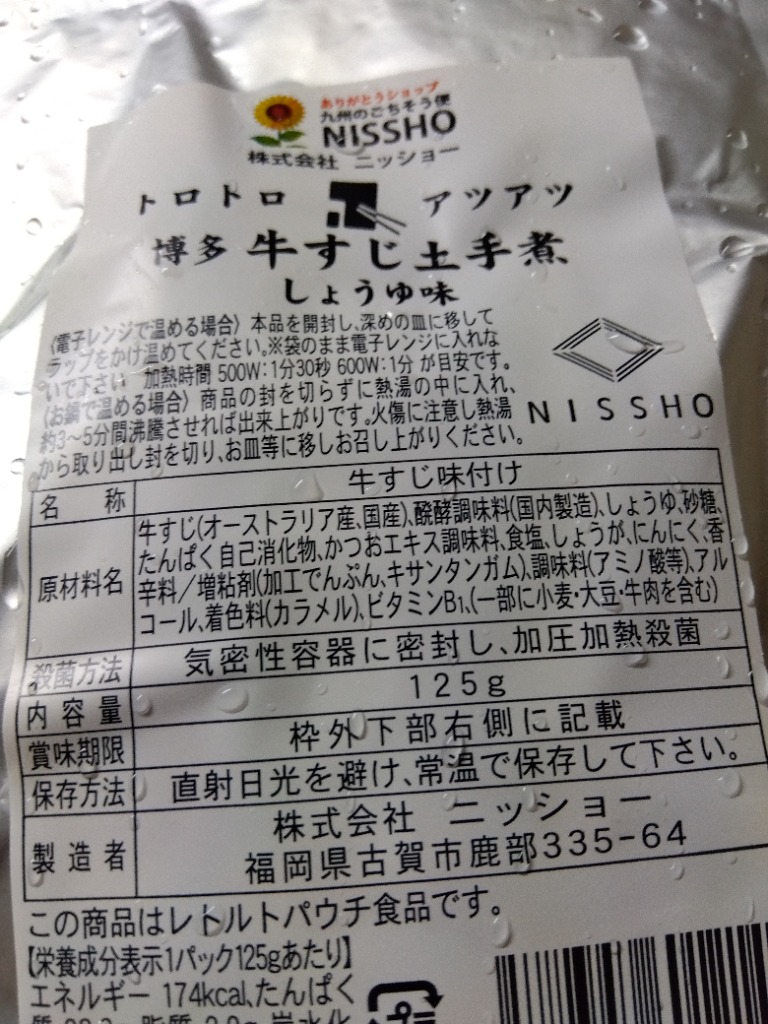 ありがとうショップ
九州のごちそう便
NISSHO
株式会社 ニッショー
トロトロ アツアツ
博多 牛すじ土手煮
しょうゆ味
〈電子レンジで温める場合〉本品を開封し、深めの皿に移して
ラップをかけ温めてください。※袋のまま電子レンジに入れな
いで下さい 加熱時間 500W:1分30秒 600W:1分 が目安です。
〈お鍋で温める場合〉商品の封を切らずに熱湯の中に入れ、
約3〜5分間沸騰させれば出来上がりです。火傷に注意し熱湯
から取り出し封を切り、お皿等に移しお召し上がりください。
NISSHO
名称 牛すじ味付け
原材料名
牛すじ(オーストラリア産、国産)、醗酵調味料(国内製造)、しょうゆ、砂糖、
たんぱく自己消化物、かつおエキス調味料、食塩、しょうが、にんにく、香
辛料/増粘剤(加工でんぷん、キサンタンガム)、調味料(アミノ酸等)、アル
コール、着色料(カラメル)、ビタミンB₁、(一部に小麦・大豆・牛肉を含む)
殺菌方法 気密性容器に密封し、加圧加熱殺菌
内容量 125g
賞味期限 枠外下部右側に記載
保存方法 直射日光を避け、常温で保存して下さい。
製造者 株式会社 ニッショー
福岡県古賀市鹿部335-64
この商品はレトルトパウチ食品です。
【栄養成分表示1パック125gあたり】
エネルギー 174kcal、たんぱく